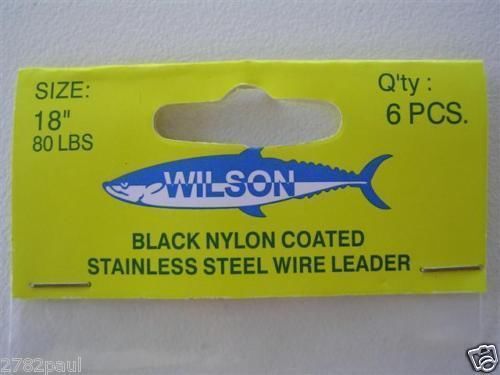 SIZE:
18"
80 LBS
Q'ty :
6 PCS.
WILSON
BLACK NYLON COATED
STAINLESS STEEL WIRE LEADER
2782paul